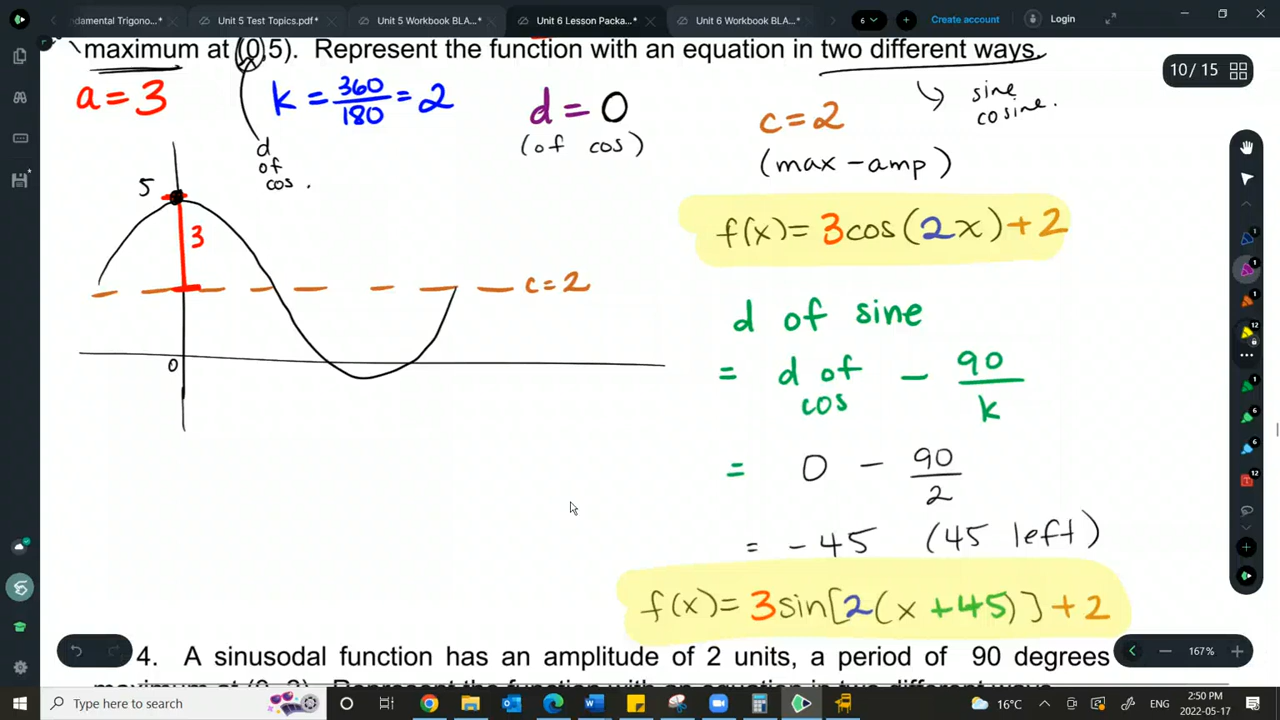 damental Trigono...
Unit 5 Test Topics.pdf*
Unit 5 Workbook BLA...*
Unit 6 Lesson Packa...*
Unit 6 Workbook BLA...*
6
Create account
Login
maximum at (0,5). Represent the function with an equation in two different ways.
10 / 15
a = 3
k = 360/180 = 2
d = 0
(of cos)
c = 2
(max - amp)
sine
cosine.
d
of
cos.
5
3
c = 2
0
f(x) = 3cos(2x) + 2
d of sine
= d of cos - 90/k
= 0 - 90/2
= -45 (45 left)
f(x) = 3sin[2(x + 45)] + 2
4. A sinusodal function has an amplitude of 2 units, a period of 90 degrees
167%
Type here to search
16°C
2:50 PM
2022-05-17